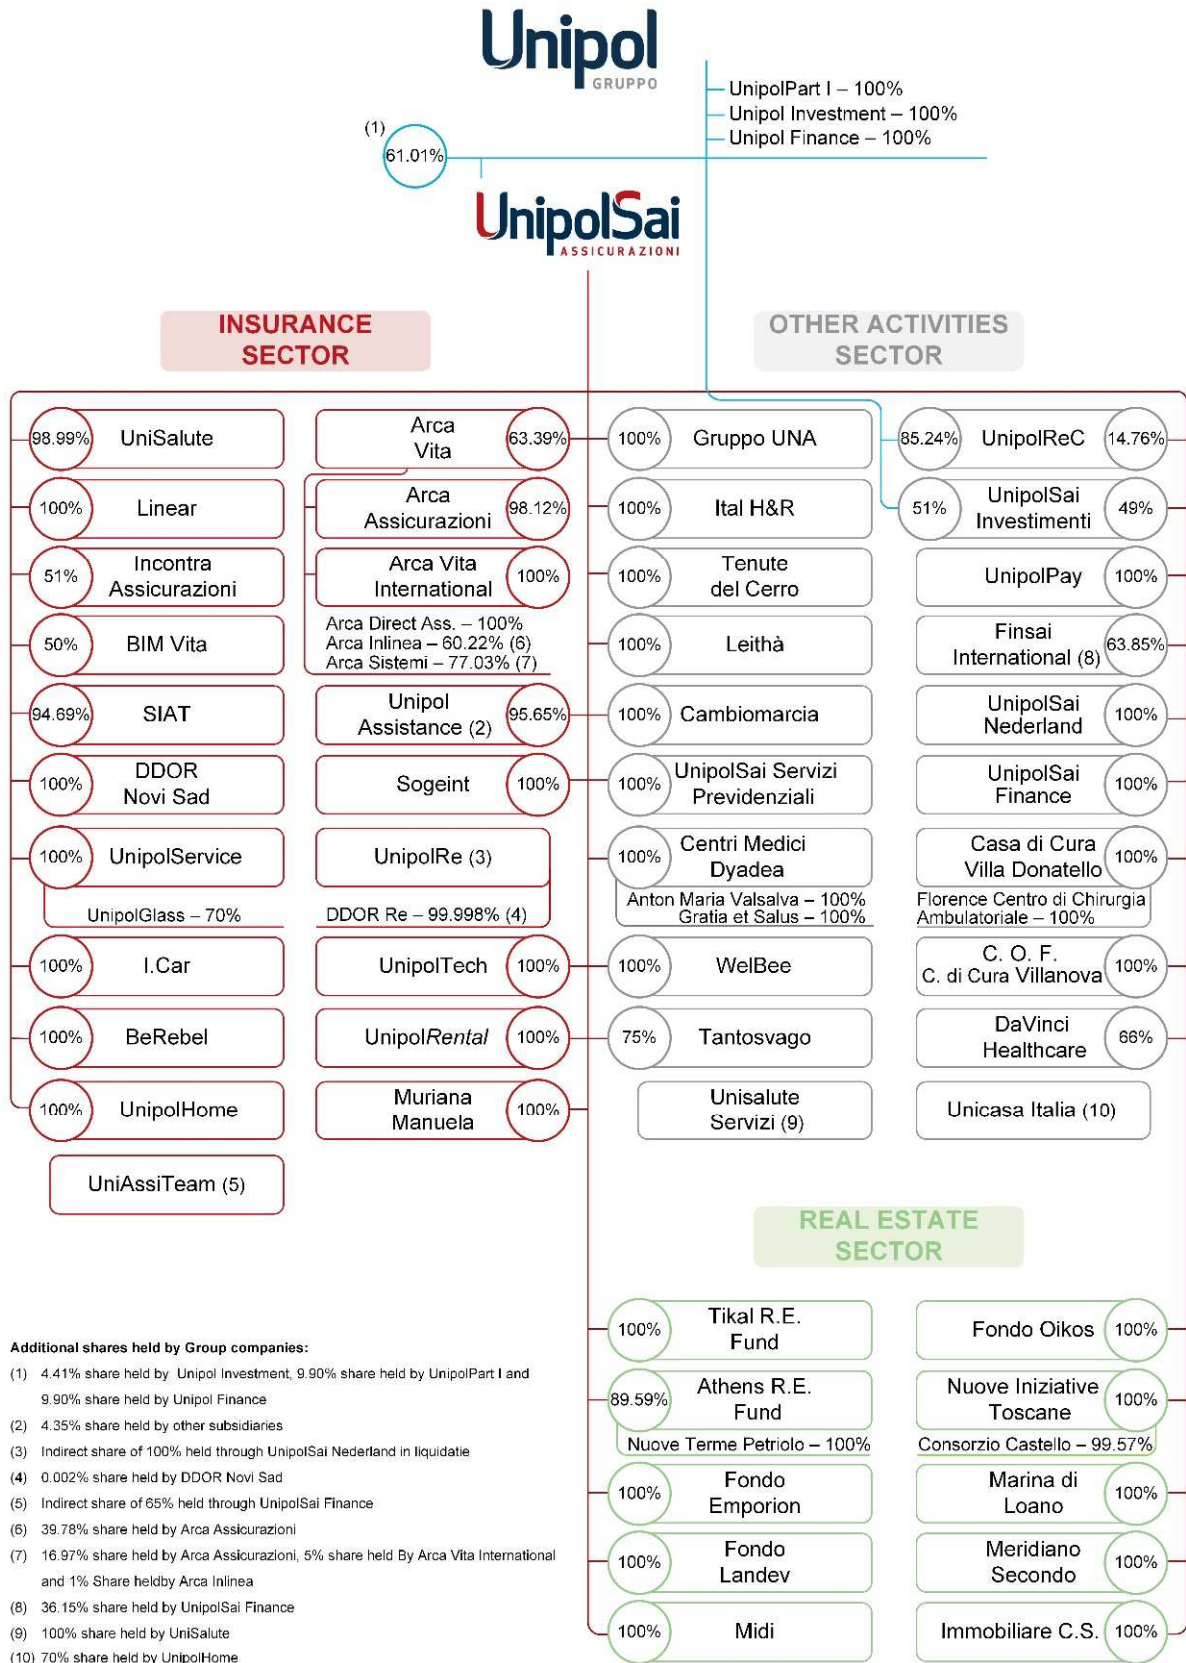 Unipol
GRUPPO
UnipolPart I – 100%
Unipol Investment – 100%
Unipol Finance – 100%
(1)
61.01%
UnipolSai
ASSICURAZIONI
INSURANCE
SECTOR
98.99% UniSalute
100% Linear
51% Incontra
Assicurazioni
50% BIM Vita
94.69% SIAT
100% DDOR
Novi Sad
100% UnipolService
UnipolGlass – 70%
100% I.Car
100% BeRebel
100% UnipolHome
UniAssiTeam (5)
Arca
Vita 63.39%
Arca
Assicurazioni 98.12%
Arca Vita
International 100%
Arca Direct Ass. – 100%
Arca Inlinea – 60.22% (6)
Arca Sistemi – 77.03% (7)
Unipol
Assistance (2) 95.65%
Sogeint 100%
UnipolRe (3)
DDOR Re – 99.998% (4)
UnipolTech 100%
UnipolRental 100%
Muriana
Manuela 100%
OTHER ACTIVITIES
SECTOR
100% Gruppo UNA
100% Ital H&R
100% Tenute
del Cerro
100% Leithà
100% Cambiomarcia
100% UnipolSai Servizi
Previdenziali
100% Centri Medici
Dyadea
Anton Maria Valsalva – 100%
Gratia et Salus – 100%
100% WelBee
75% Tantosvago
Unisalute
Servizi (9)
85.24% UnipolReC 14.76%
51% UnipolSai
Investimenti 49%
UnipolPay 100%
Finsai
International (8) 63.85%
UnipolSai
Nederland 100%
UnipolSai
Finance 100%
Casa di Cura
Villa Donatello 100%
Florence Centro di Chirurgia
Ambulatoriale – 100%
C. O. F.
C. di Cura Villanova 100%
DaVinci
Healthcare 66%
Unicasa Italia (10)
REAL ESTATE
SECTOR
100% Tikal R.E.
Fund
89.59% Athens R.E.
Fund
Nuove Terme Petriolo – 100%
100% Fondo
Emporion
100% Fondo
Landev
100% Midi
Fondo Oikos 100%
Nuove Iniziative
Toscane 100%
Consorzio Castello – 99.57%
Marina di
Loano 100%
Meridiano
Secondo 100%
Immobiliare C.S. 100%
Additional shares held by Group companies:
(1) 4.41% share held by Unipol Investment, 9.90% share held by UnipolPart I and
9.90% share held by Unipol Finance
(2) 4.35% share held by other subsidiaries
(3) Indirect share of 100% held through UnipolSai Nederland in liquidatie
(4) 0.002% share held by DDOR Novi Sad
(5) Indirect share of 65% held through UnipolSai Finance
(6) 39.78% share held by Arca Assicurazioni
(7) 16.97% share held by Arca Assicurazioni, 5% share held By Arca Vita International
and 1% Share heldby Arca Inlinea
(8) 36.15% share held by UnipolSai Finance
(9) 100% share held by UniSalute
(10) 70% share held by UnipolHome